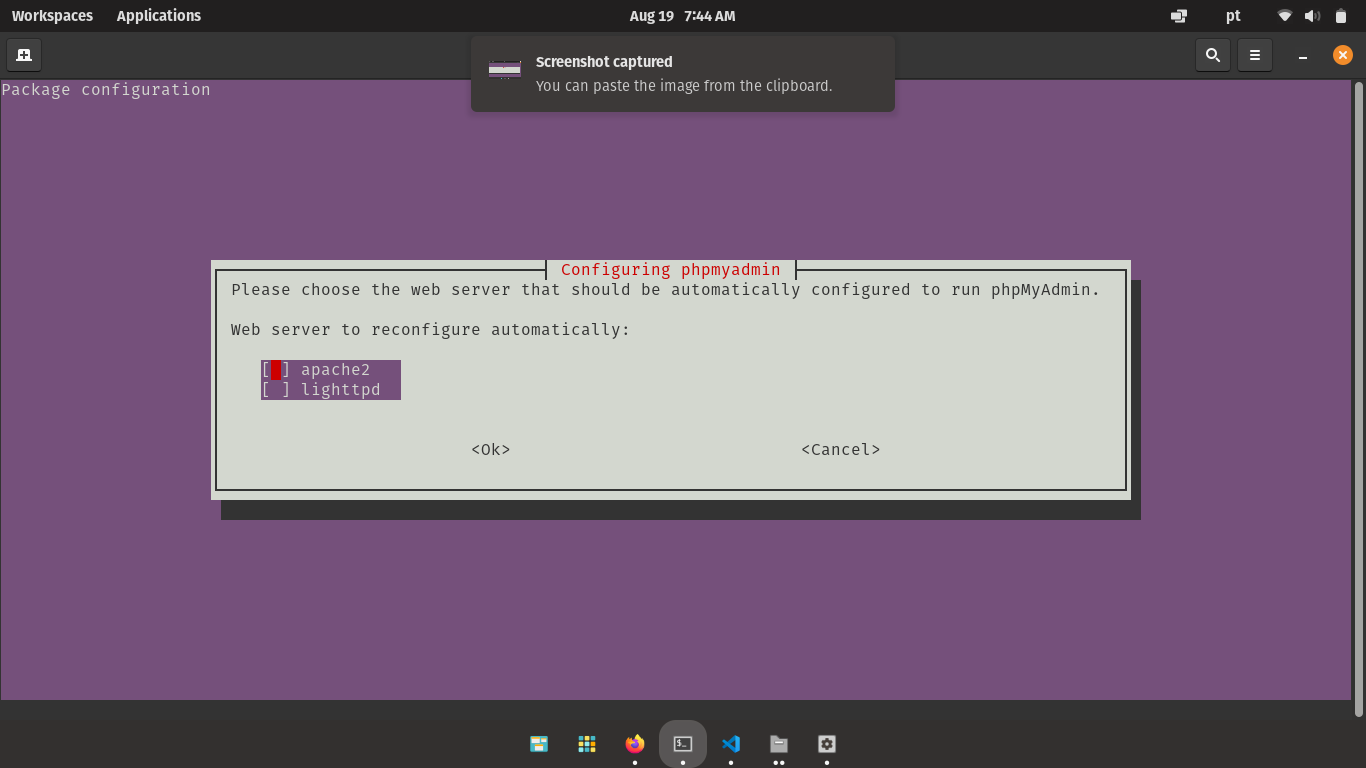 Workspaces Applications Aug 19 7:44 AM pt
Screenshot captured
You can paste the image from the clipboard.
Package configuration
Configuring phpmyadmin
Please choose the web server that should be automatically configured to run phpMyAdmin.
Web server to reconfigure automatically:
[ ] apache2
[ ] lighttpd
<Ok> <Cancel>